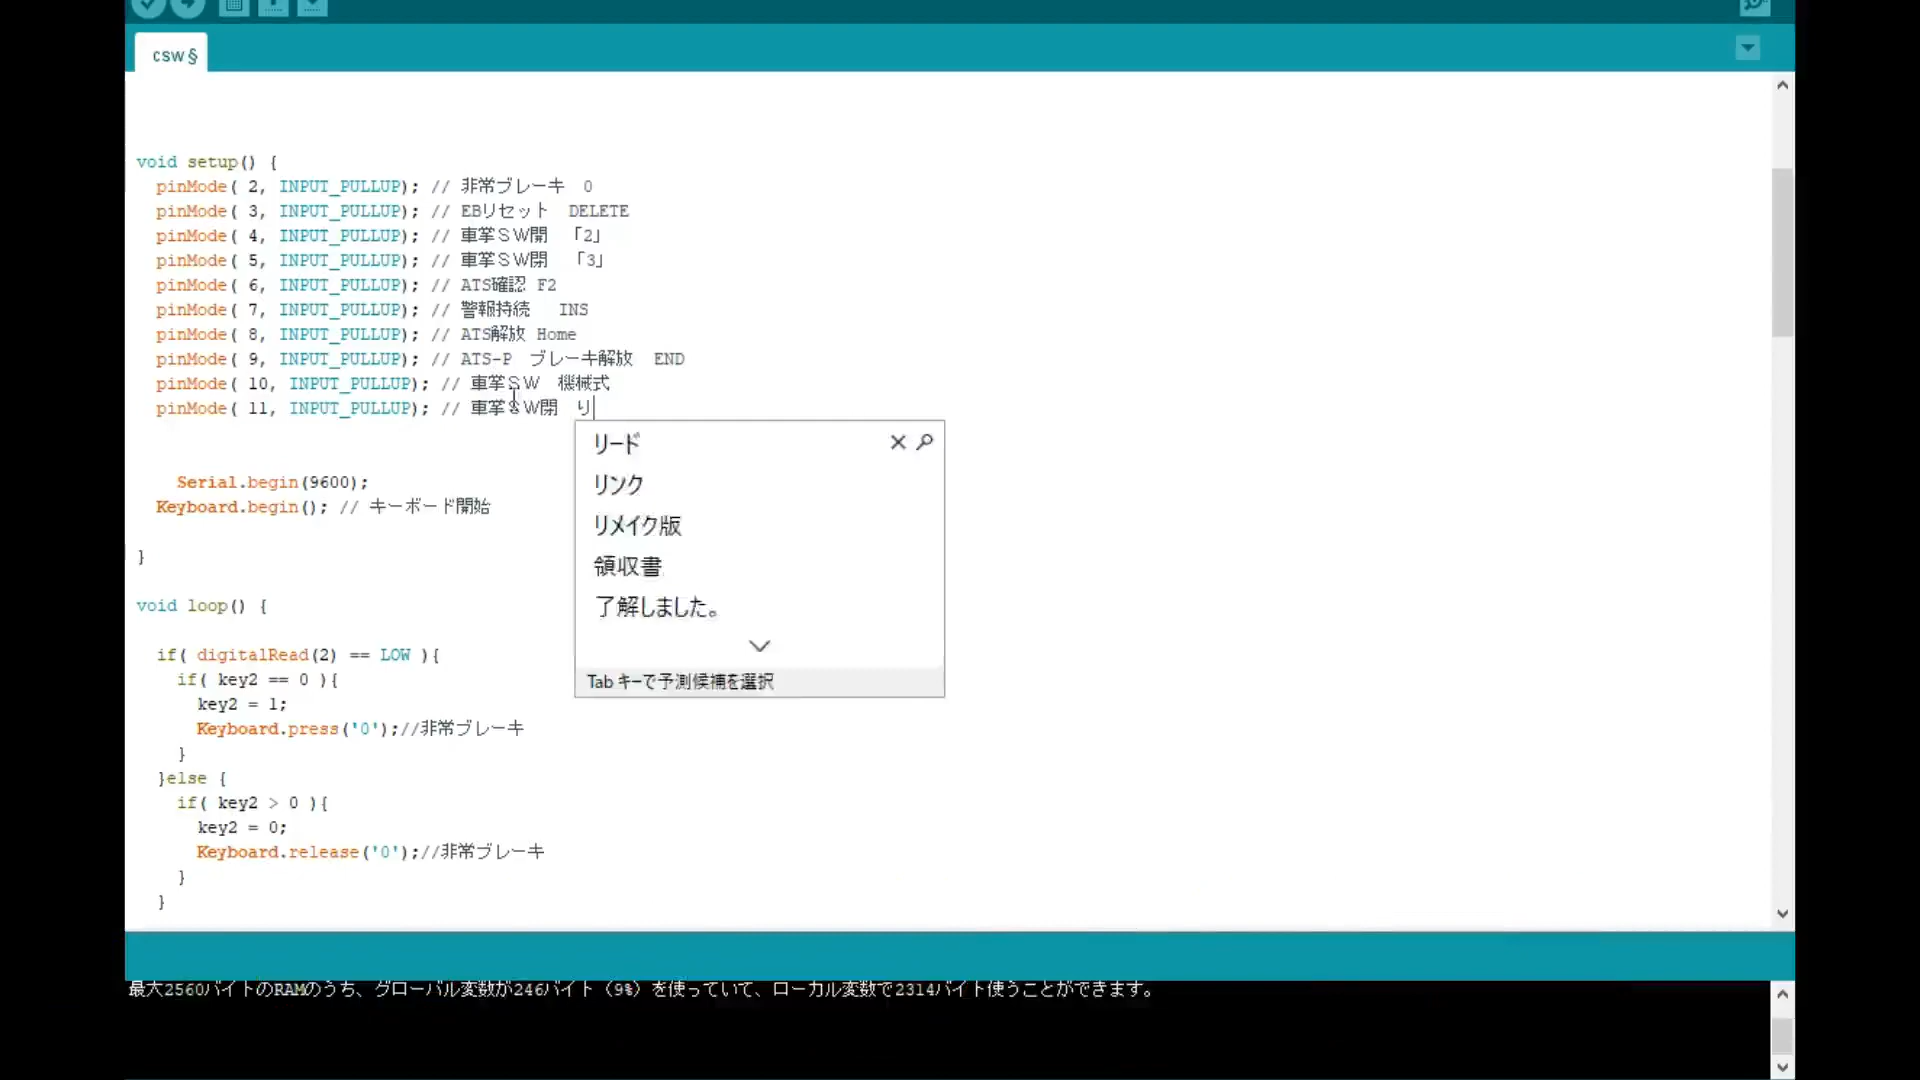 csw§
void setup() {
pinMode( 2, INPUT_PULLUP); // 非常ブレーキ 0
pinMode( 3, INPUT_PULLUP); // EBリセット DELETE
pinMode( 4, INPUT_PULLUP); // 車掌ＳＷ開 「2」
pinMode( 5, INPUT_PULLUP); // 車掌ＳＷ開 「3」
pinMode( 6, INPUT_PULLUP); // ATS確認 F2
pinMode( 7, INPUT_PULLUP); // 警報持続 INS
pinMode( 8, INPUT_PULLUP); // ATS解放 Home
pinMode( 9, INPUT_PULLUP); // ATS-P ブレーキ解放 END
pinMode( 10, INPUT_PULLUP); // 車掌ＳＷ 機械式
pinMode( 11, INPUT_PULLUP); // 車掌ＳＷ開 り
リード
リンク
リメイク版
領収書
了解しました。
Tab キーで予測候補を選択
Serial.begin(9600);
Keyboard.begin(); // キーボード開始
}
void loop() {
if( digitalRead(2) == LOW ){
if( key2 == 0 ){
key2 = 1;
Keyboard.press('0');//非常ブレーキ
}
}else {
if( key2 > 0 ){
key2 = 0;
Keyboard.release('0');//非常ブレーキ
}
}
最大2560バイトのRAMのうち、グローバル変数が246バイト（9%）を使っていて、ローカル変数で2314バイト使うことができます。